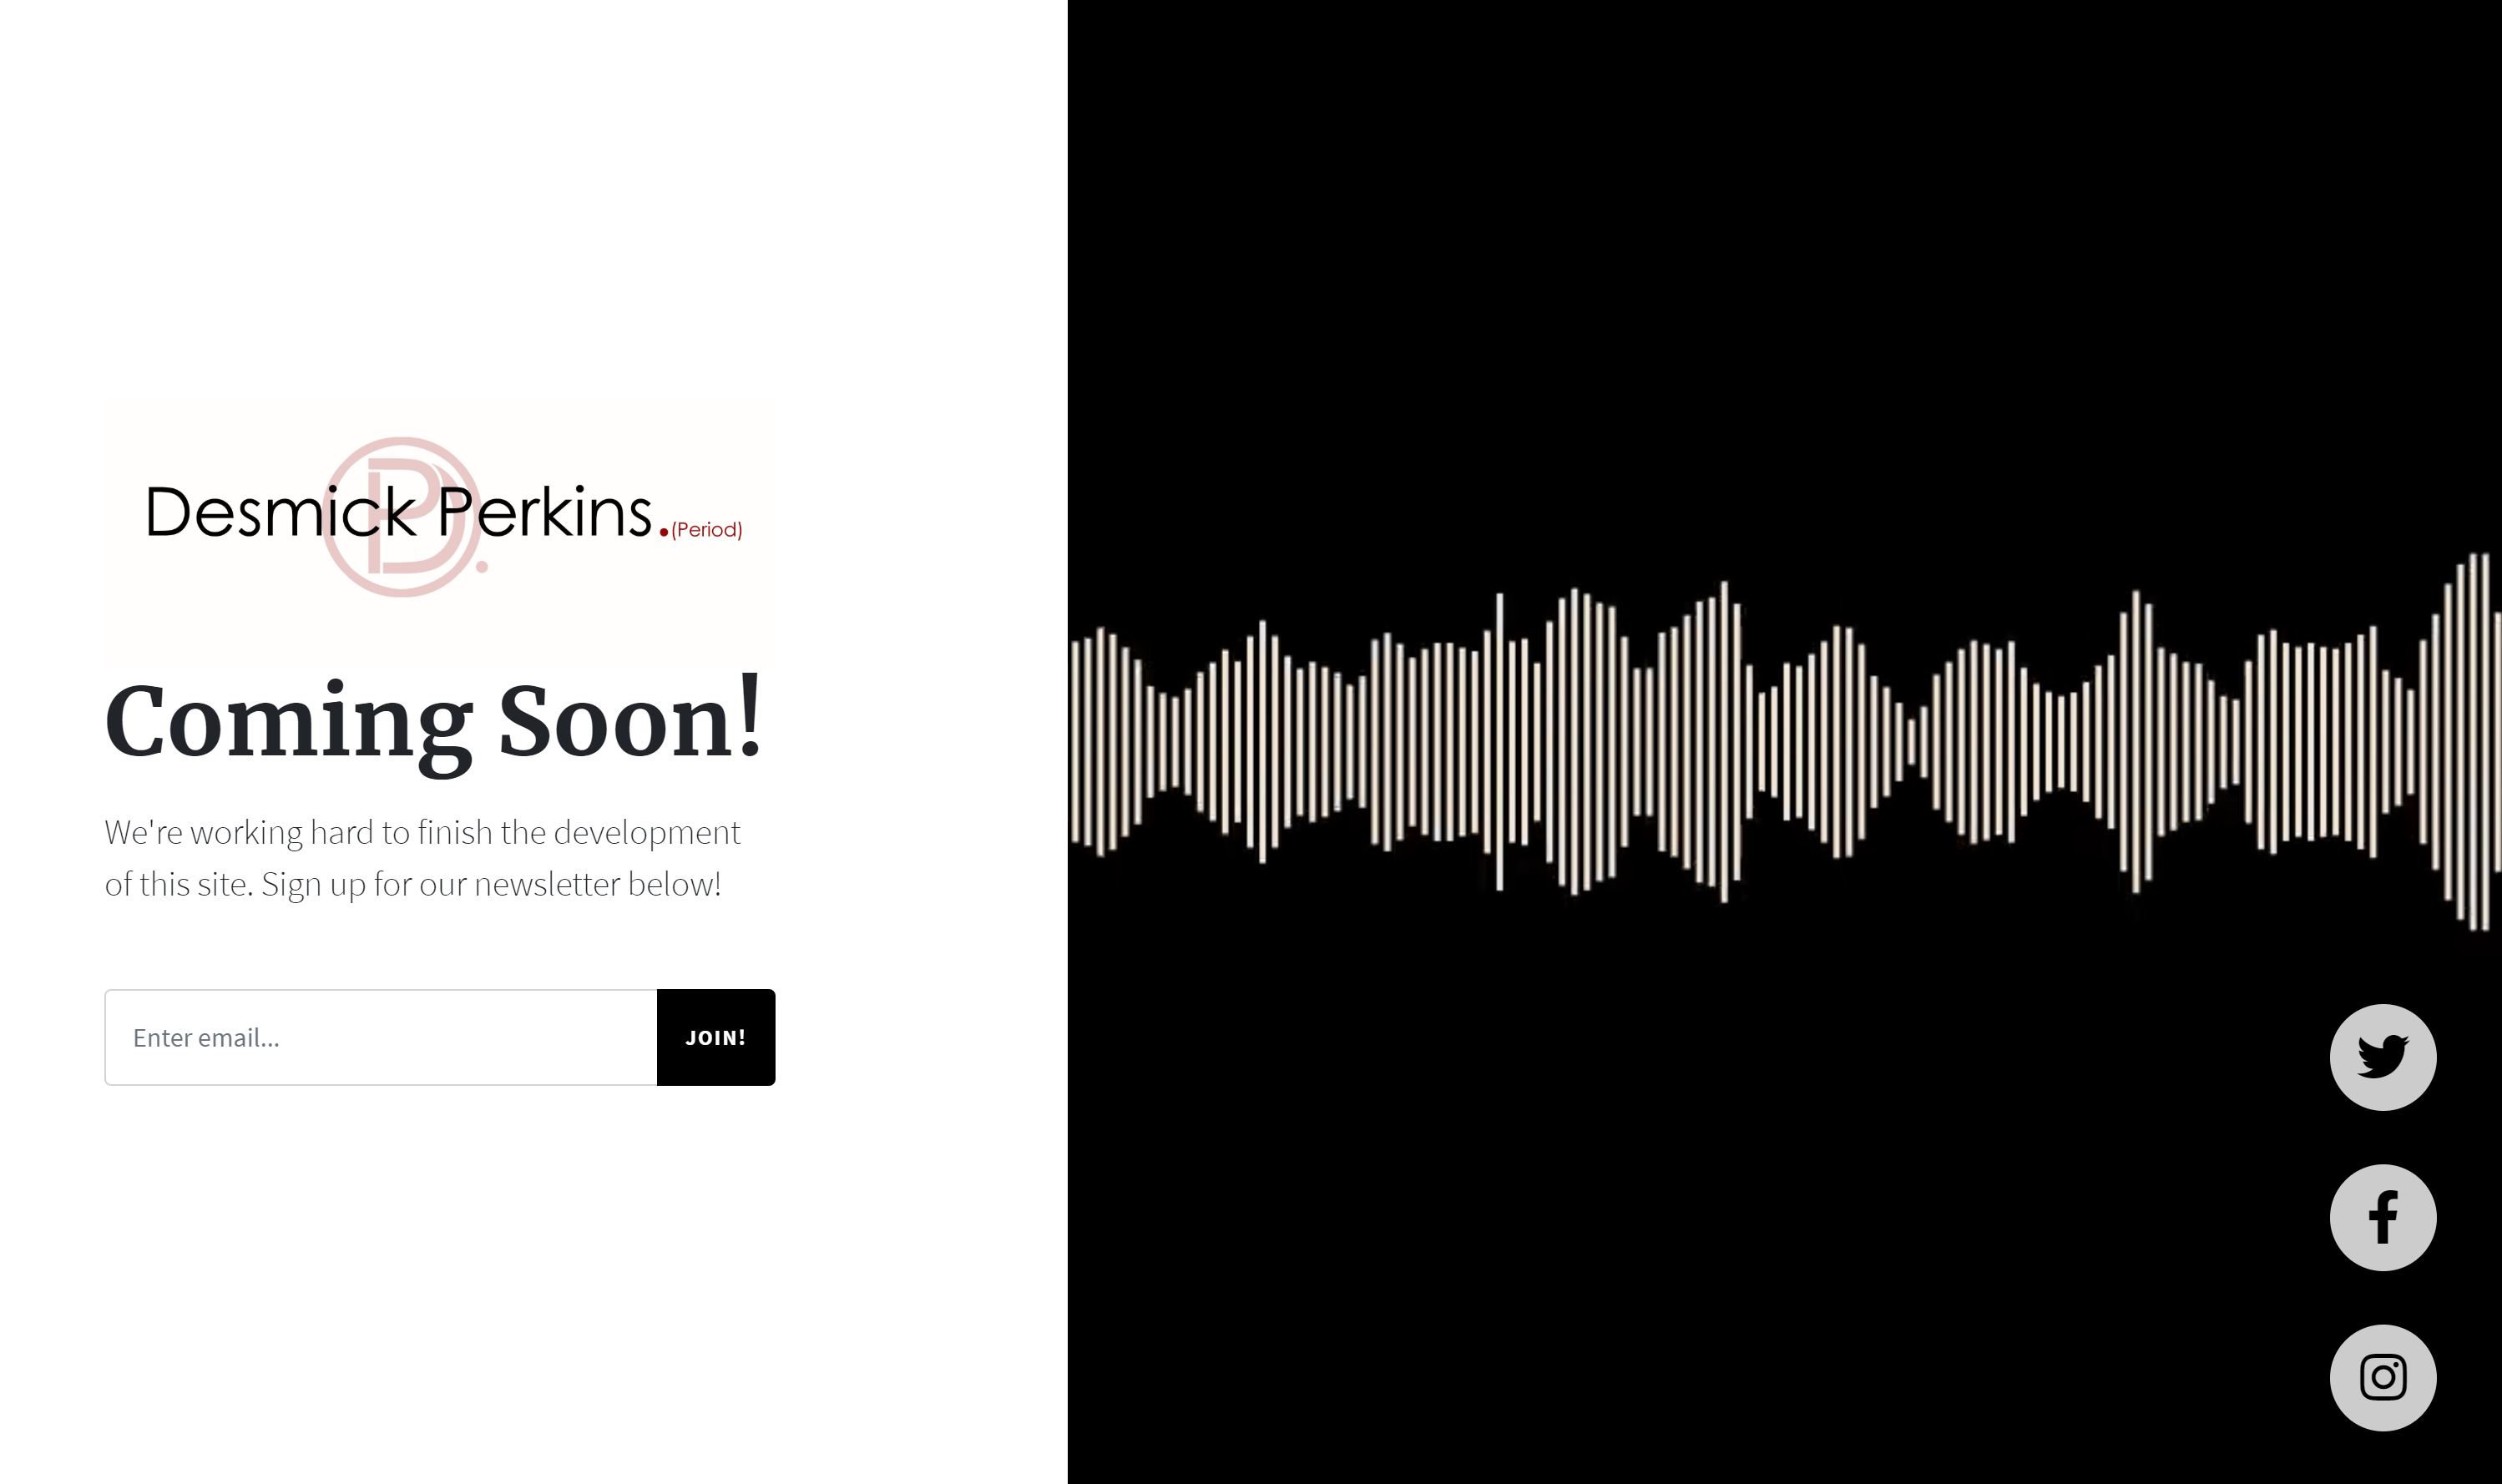 Desmick Perkins.(Period)
Coming Soon!
We're working hard to finish the development
of this site. Sign up for our newsletter below!
Enter email...
JOIN!